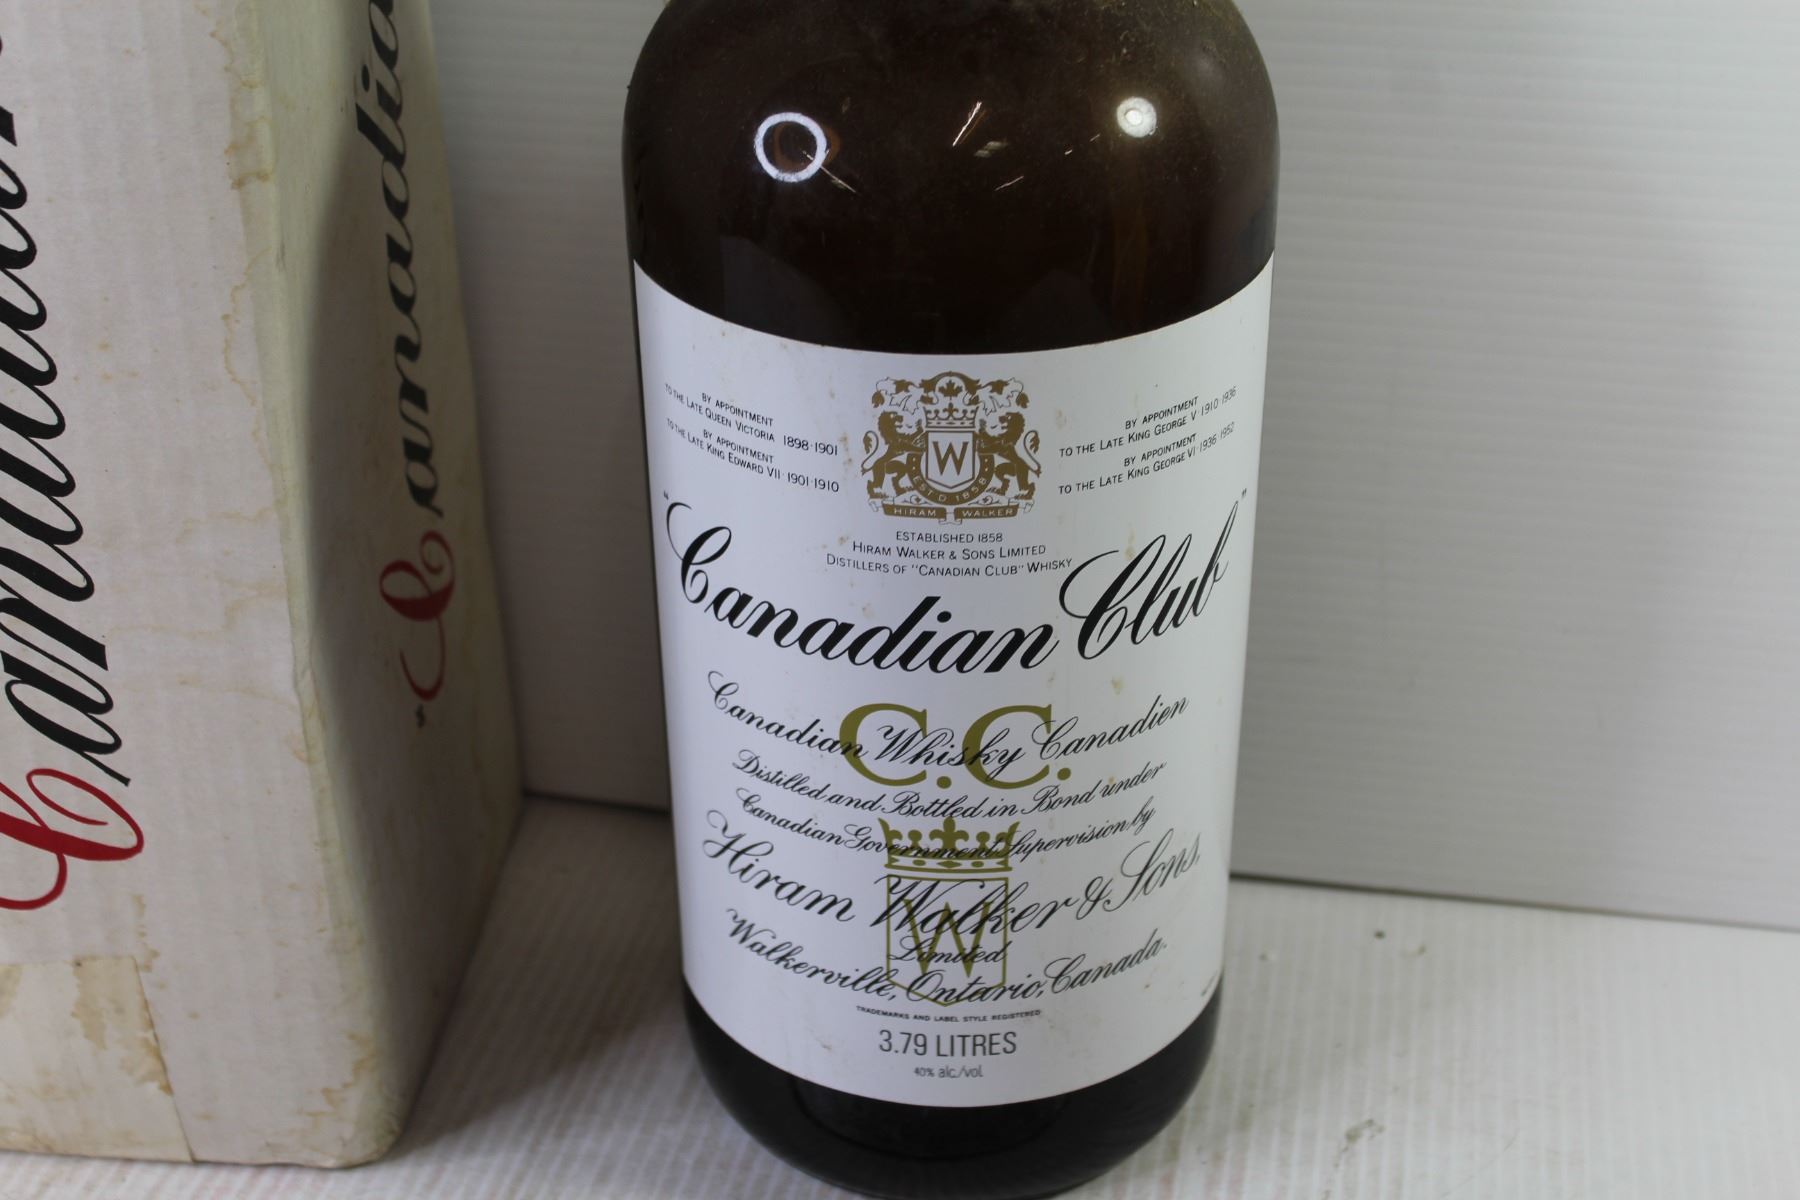 Canadian
"Canadian
BY APPOINTMENT
TO THE LATE QUEEN VICTORIA 1898·1901
BY APPOINTMENT
TO THE LATE KING EDWARD VII·1901·1910
BY APPOINTMENT
TO THE LATE KING GEORGE V·1910·1936
BY APPOINTMENT
TO THE LATE KING GEORGE VI·1936·1952
W
EST'D 1858
HIRAM WALKER
ESTABLISHED 1858
HIRAM WALKER & SONS LIMITED
DISTILLERS OF "CANADIAN CLUB" WHISKY
"Canadian Club"
C.C.
Canadian Whisky Canadien
Distilled and Bottled in Bond under
Canadian Government Supervision by
Hiram Walker & Sons,
W
Limited
Walkerville, Ontario, Canada.
TRADEMARKS AND LABEL STYLE REGISTERED
3.79 LITRES
40% alc./vol.